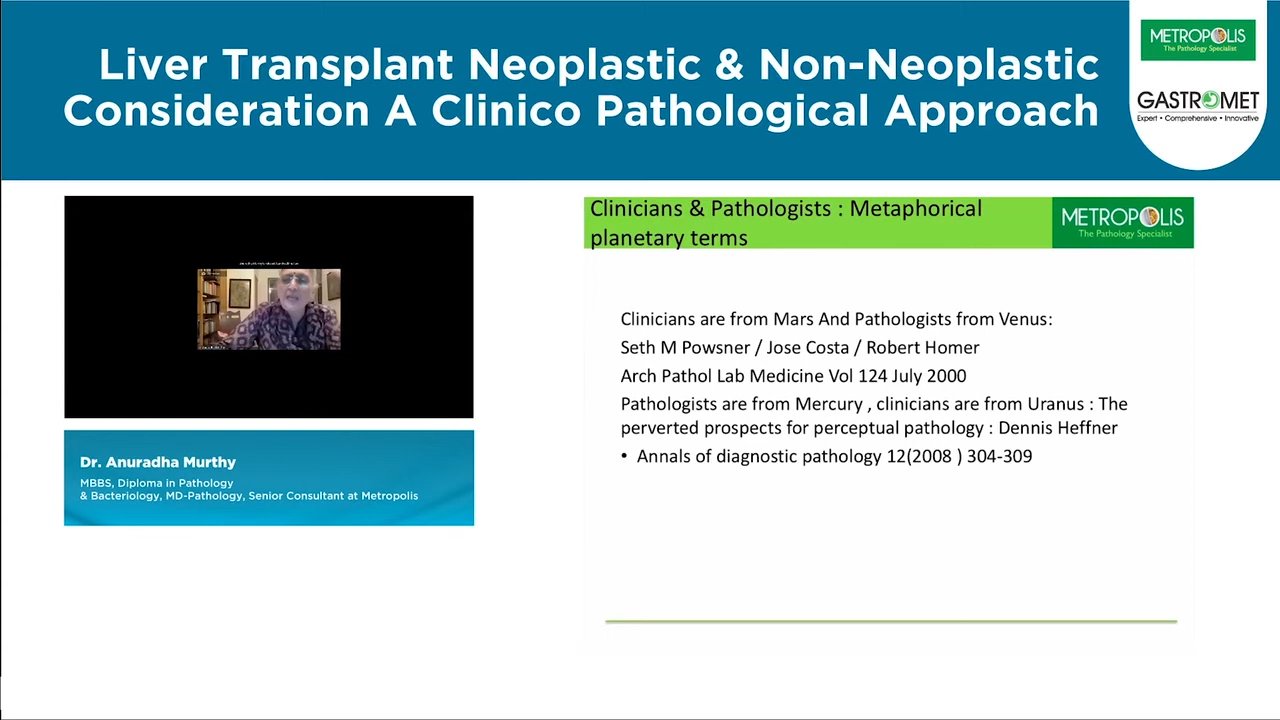 Liver Transplant Neoplastic & Non-Neoplastic
Consideration A Clinico Pathological Approach
METROPOLIS
The Pathology Specialist
GASTROMET
Expert • Comprehensive • Innovative
Clinicians & Pathologists : Metaphorical
planetary terms
METROPOLIS
The Pathology Specialist
Clinicians are from Mars And Pathologists from Venus:
Seth M Powsner / Jose Costa / Robert Homer
Arch Pathol Lab Medicine Vol 124 July 2000
Pathologists are from Mercury , clinicians are from Uranus : The
perverted prospects for perceptual pathology : Dennis Heffner
• Annals of diagnostic pathology 12(2008 ) 304-309
Dr. Anuradha Murthy
MBBS, Diploma in Pathology
& Bacteriology, MD-Pathology, Senior Consultant at Metropolis